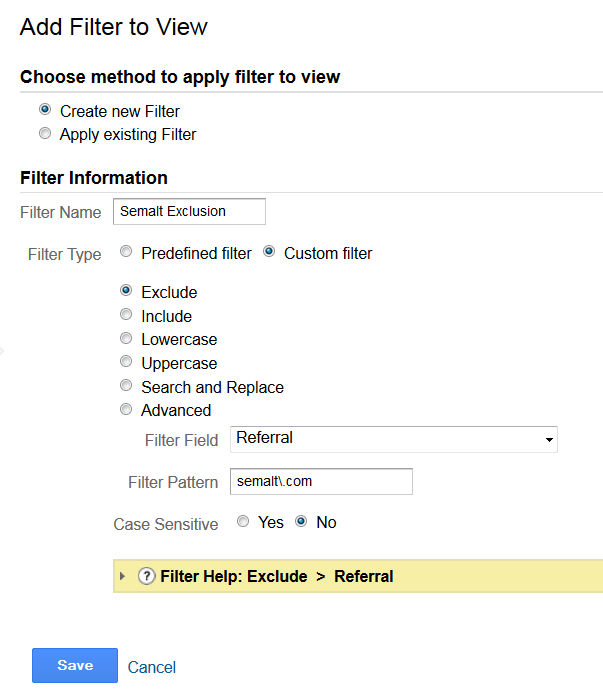 Add Filter to View
Choose method to apply filter to view
Create new Filter
Apply existing Filter
Filter Information
Filter Name Semalt Exclusion
Filter Type Predefined filter Custom filter
Exclude
Include
Lowercase
Uppercase
Search and Replace
Advanced
Filter Field Referral
Filter Pattern semalt\.com
Case Sensitive Yes No
? Filter Help: Exclude > Referral
Save Cancel